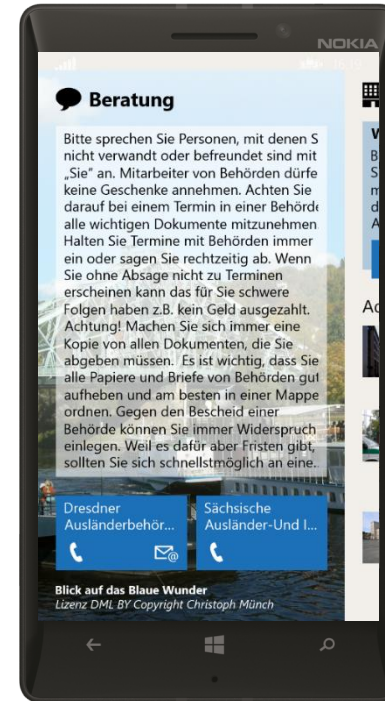 NOKIA
Beratung
Bitte sprechen Sie Personen, mit denen S
nicht verwandt oder befreundet sind mit
„Sie“ an. Mitarbeiter von Behörden dürfe
keine Geschenke annehmen. Achten Sie
darauf bei einem Termin in einer Behörde
alle wichtigen Dokumente mitzunehmen
Halten Sie Termine mit Behörden immer
ein oder sagen Sie rechtzeitig ab. Wenn
Sie ohne Absage nicht zu Terminen
erscheinen kann das für Sie schwere
Folgen haben z.B. kein Geld ausgezahlt.
Achtung! Machen Sie sich immer eine
Kopie von allen Dokumenten, die Sie
abgeben müssen. Es ist wichtig, dass Sie
alle Papiere und Briefe von Behörden gut
aufheben und am besten in einer Mappe
ordnen. Gegen den Bescheid einer
Behörde können Sie immer Widerspruch
einlegen. Weil es dafür aber Fristen gibt,
sollten Sie sich schnellstmöglich an eine..
Dresdner
Ausländerbehör...
Sächsische
Ausländer-Und I...
Blick auf das Blaue Wunder
Lizenz DML BY Copyright Christoph Münch
W
B
S
m
d
A
Ac